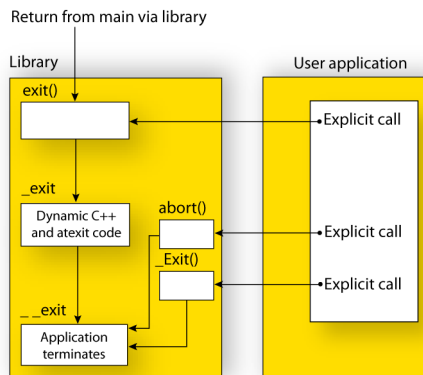 Return from main via library
Library
User application
exit()
Explicit call
_exit
Dynamic C++
and atexit code
abort()
Explicit call
_Exit()
Explicit call
_ _exit
Application
terminates